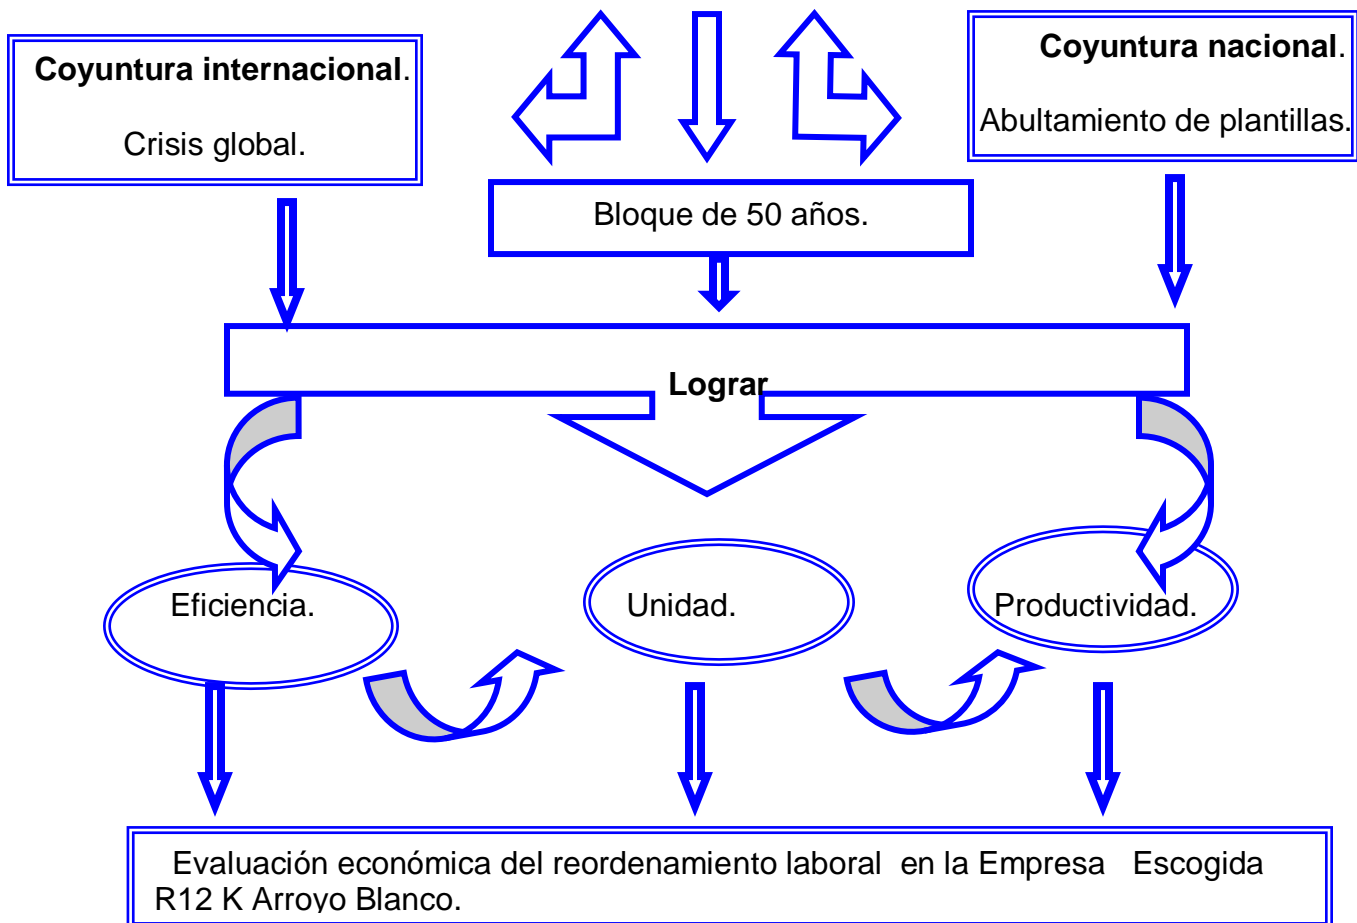 Coyuntura internacional.
Crisis global.
Coyuntura nacional.
Abultamiento de plantillas.
Bloque de 50 años.
Lograr
Eficiencia.
Unidad.
Productividad.
Evaluación económica del reordenamiento laboral en la Empresa Escogida
R12 K Arroyo Blanco.